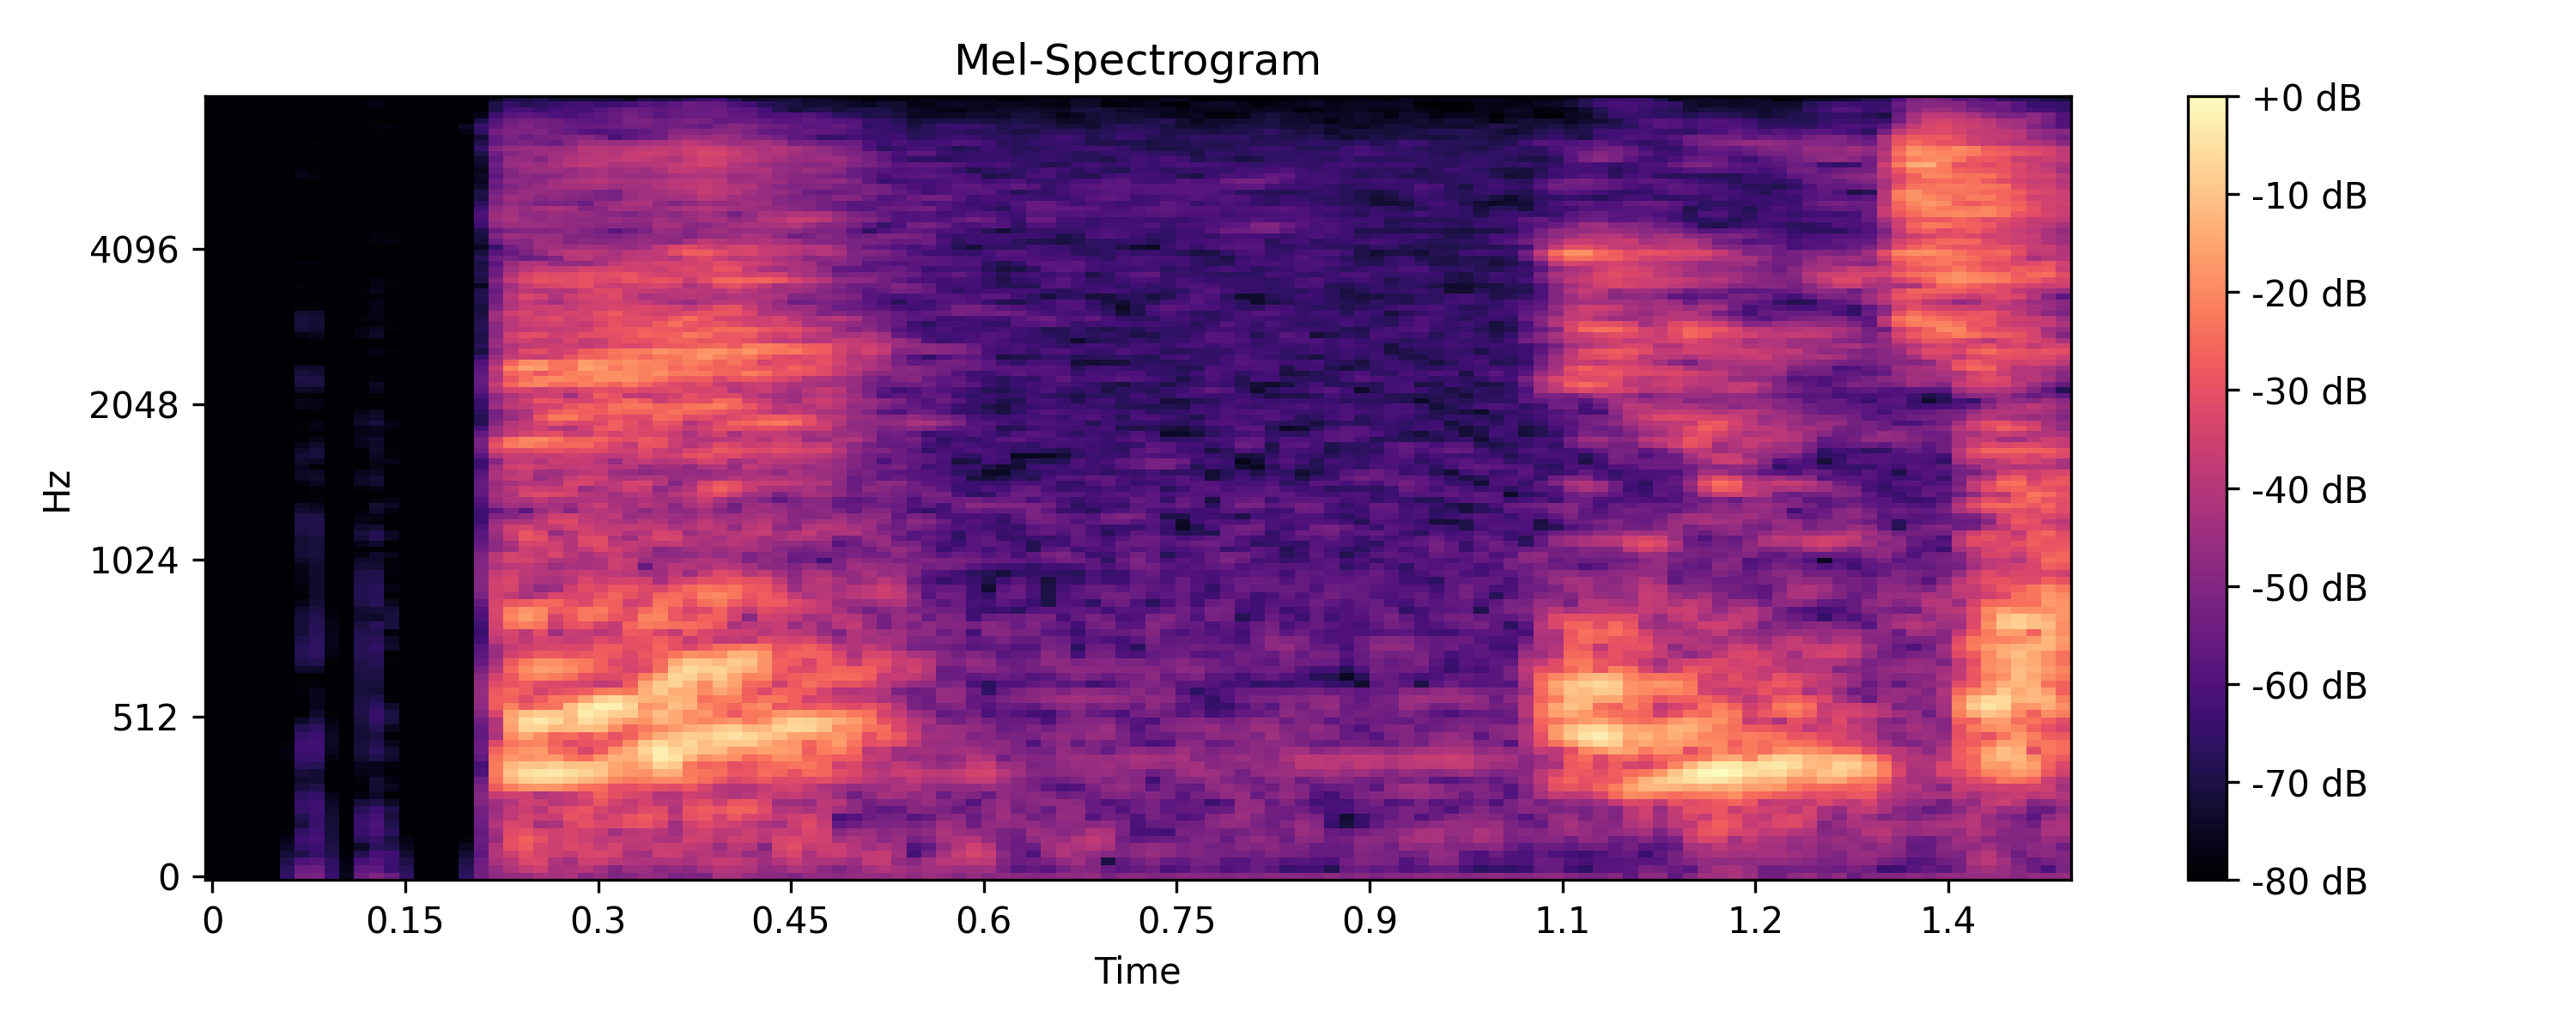 Mel-Spectrogram
+0 dB
-10 dB
-20 dB
-30 dB
-40 dB
-50 dB
-60 dB
-70 dB
-80 dB
Hz
4096
2048
1024
512
0
0 0.15 0.3 0.45 0.6 0.75 0.9 1.1 1.2 1.4
Time